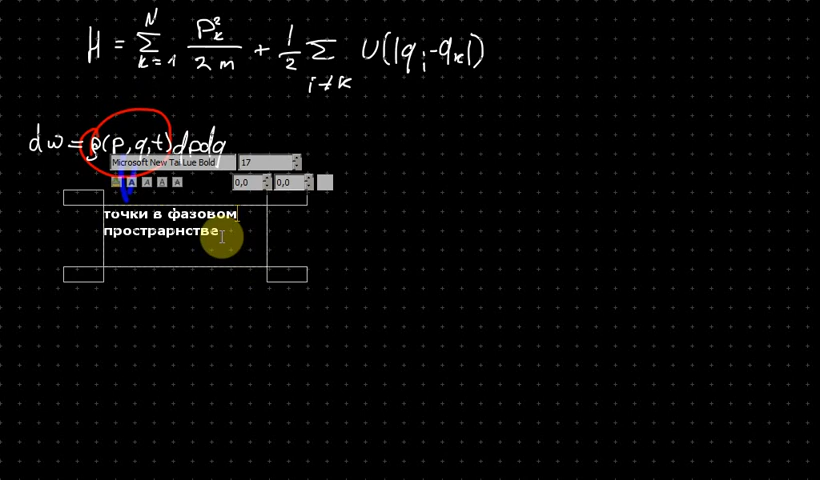 H = Σ_{k=1}^{N} P_k²/2m + 1/2 Σ_{i≠k} U(|q_i-q_k|)
dw = ρ(p,q,t)dpdq
Microsoft New Tai Lue Bold 17
A A A A 0,0 0,0
точки в фазовом
прострарнстве